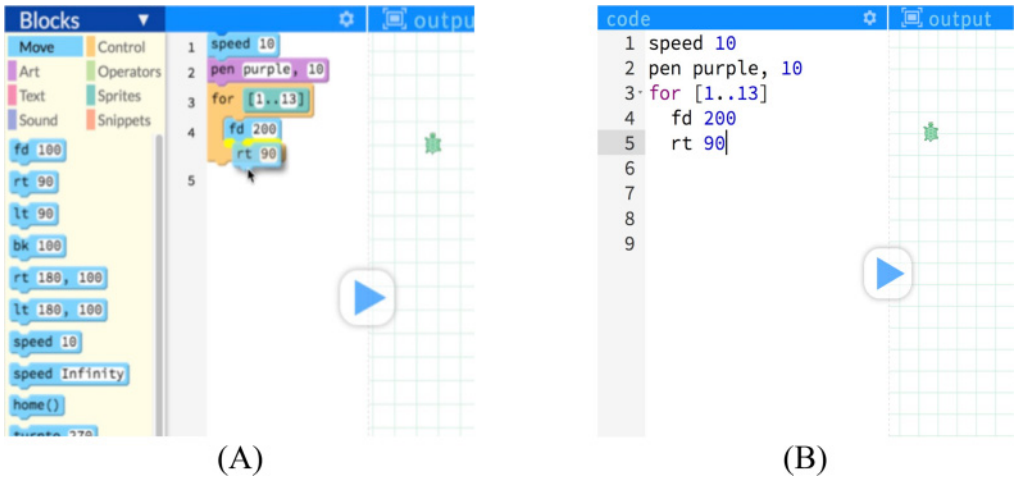 Blocks ▼
Move Control
Art Operators
Text Sprites
Sound Snippets
fd 100
rt 90
lt 90
bk 100
rt 180, 100
lt 180, 100
speed 10
speed Infinity
home()
turnto 270
outpu
1 speed 10
2 pen purple, 10
3 for [1..13]
4 fd 200
rt 90
5
(A)
code output
1 speed 10
2 pen purple, 10
3 for [1..13]
4 fd 200
5 rt 90
6
7
8
9
(B)